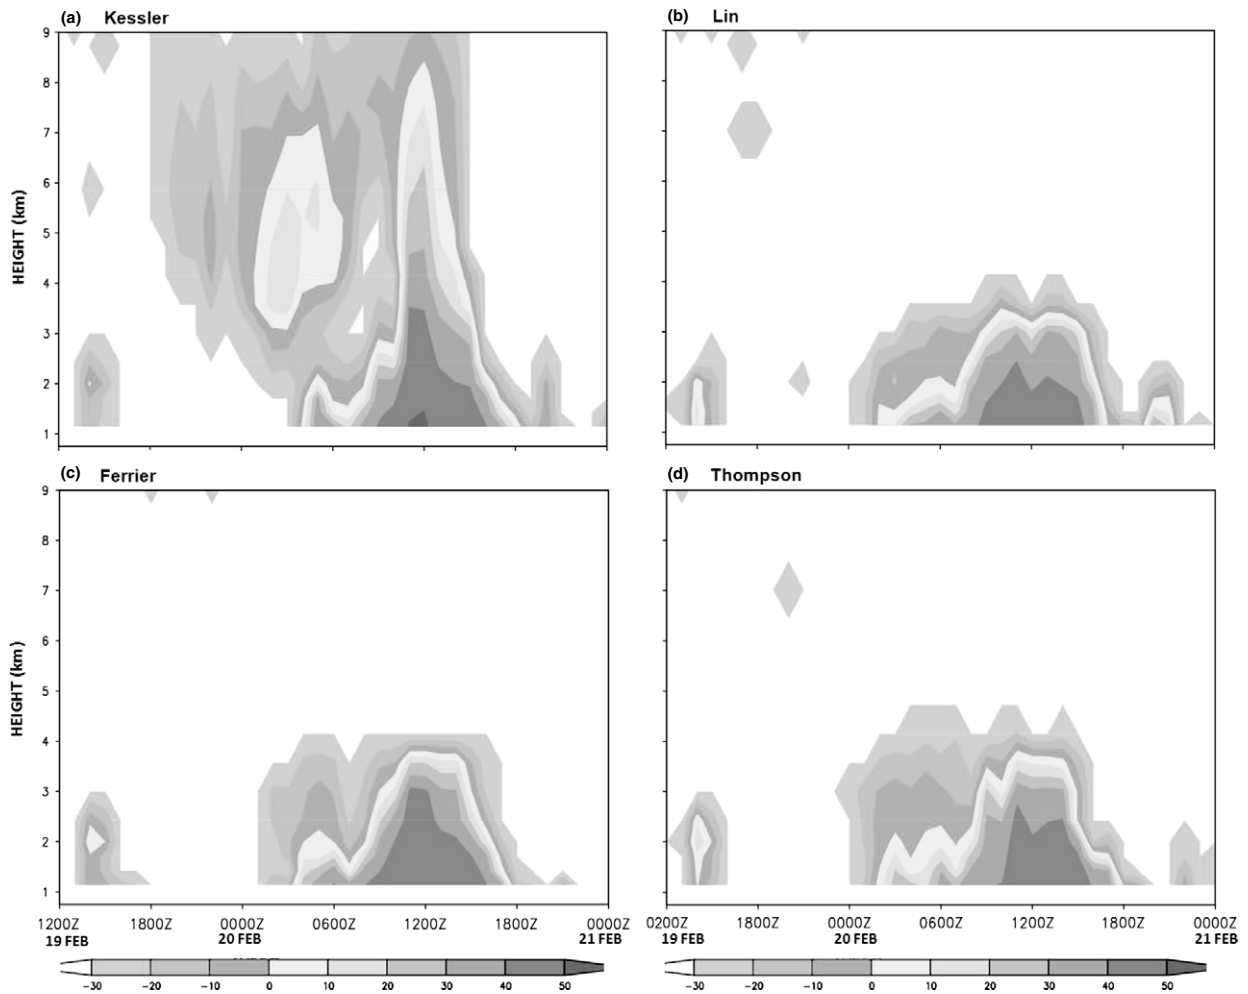 (a) Kessler
(b) Lin
9
8
7
6
5
4
3
2
1
HEIGHT (km)
(c) Ferrier
(d) Thompson
9
8
7
6
5
4
3
2
1
HEIGHT (km)
1200Z 1800Z 0000Z 0600Z 1200Z 1800Z 0000Z
19 FEB 20 FEB 21 FEB
0200Z 1800Z 0000Z 0600Z 1200Z 1800Z 0000Z
19 FEB 20 FEB 21 FEB
-30 -20 -10 0 10 20 30 40 50
-30 -20 -10 0 10 20 30 40 50